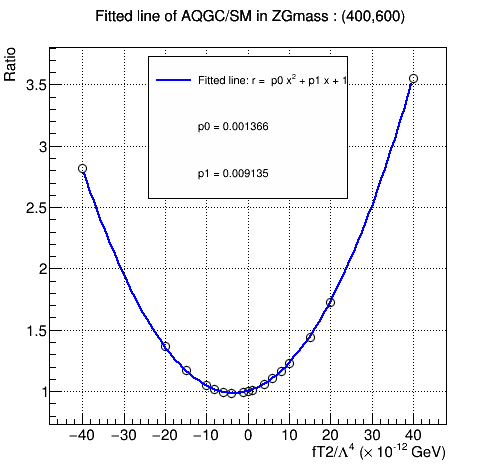 Fitted line of AQGC/SM in ZGmass : (400,600)
Ratio
Fitted line: r = p0 x² + p1 x + 1
p0 = 0.001366
p1 = 0.009135
3.5
3
2.5
2
1.5
1
−40 −30 −20 −10 0 10 20 30 40
fT2/Λ⁴ (× 10⁻¹² GeV)